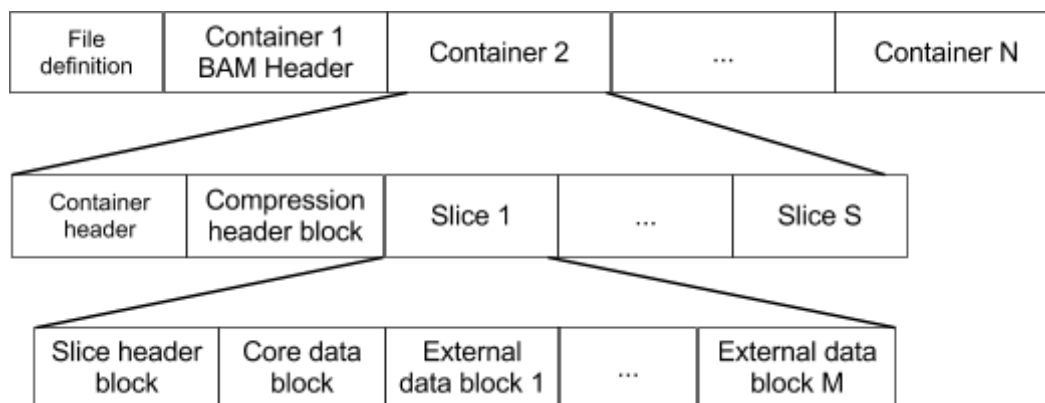 File
definition
Container 1
BAM Header
Container 2
...
Container N
Container
header
Compression
header block
Slice 1
...
Slice S
Slice header
block
Core data
block
External
data block 1
...
External data
block M